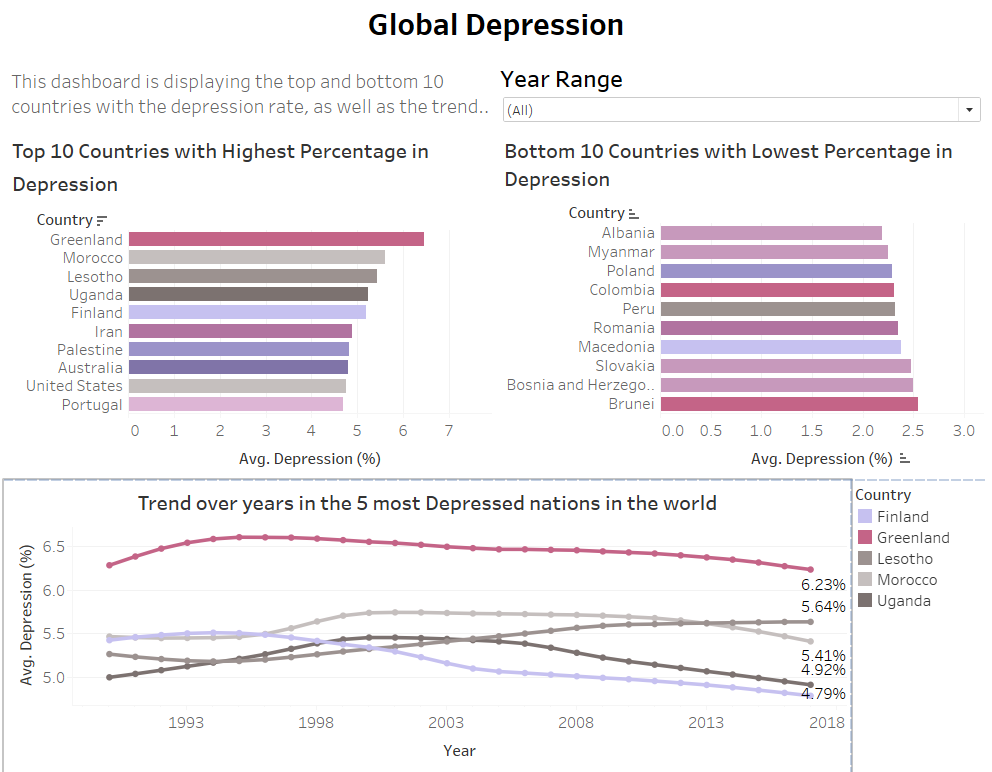 Global Depression
This dashboard is displaying the top and bottom 10
countries with the depression rate, as well as the trend..
Year Range
(All)
Top 10 Countries with Highest Percentage in
Depression
Country
Greenland
Morocco
Lesotho
Uganda
Finland
Iran
Palestine
Australia
United States
Portugal
0 1 2 3 4 5 6 7
Avg. Depression (%)
Bottom 10 Countries with Lowest Percentage in
Depression
Country
Albania
Myanmar
Poland
Colombia
Peru
Romania
Macedonia
Slovakia
Bosnia and Herzego..
Brunei
0.0 0.5 1.0 1.5 2.0 2.5 3.0
Avg. Depression (%)
Trend over years in the 5 most Depressed nations in the world
Avg. Depression (%)
6.5
6.0
5.5
5.0
6.23%
5.64%
5.41%
4.92%
4.79%
1993 1998 2003 2008 2013 2018
Year
Country
Finland
Greenland
Lesotho
Morocco
Uganda